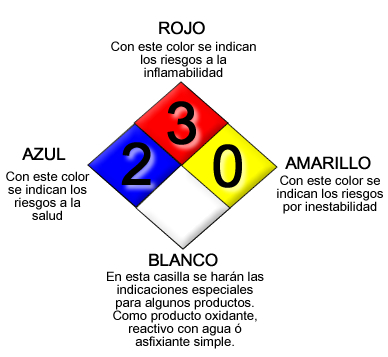 ROJO
Con este color se indican
los riesgos a la
inflamabilidad
3
AZUL
Con este color
se indican los
riesgos a la
salud
2
0
AMARILLO
Con este color se
indican los riesgos
por inestabilidad
BLANCO
En esta casilla se harán las
indicaciones especiales
para algunos productos.
Como producto oxidante,
reactivo con agua ó
asfixiante simple.